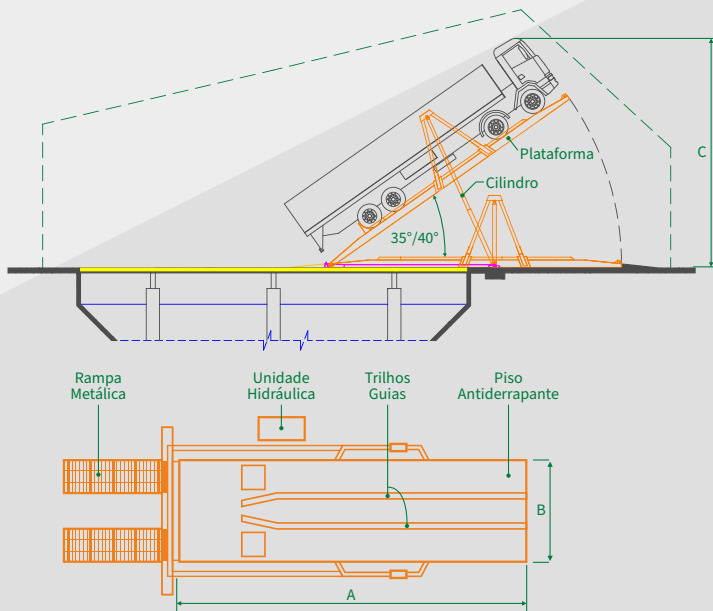 C
Plataforma
Cilindro
35°/40°
Rampa
Metálica
Unidade
Hidráulica
Trilhos
Guias
Piso
Antiderrapante
B
A